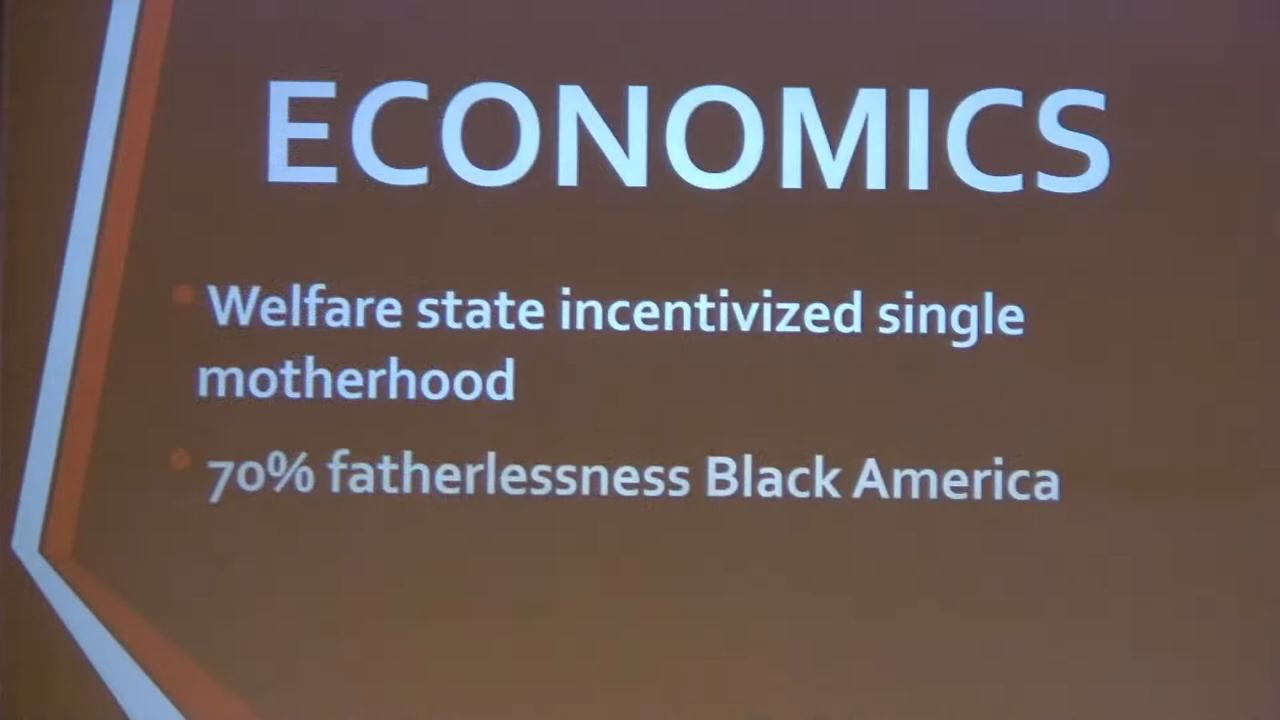 ECONOMICS
Welfare state incentivized single
motherhood
70% fatherlessness Black America